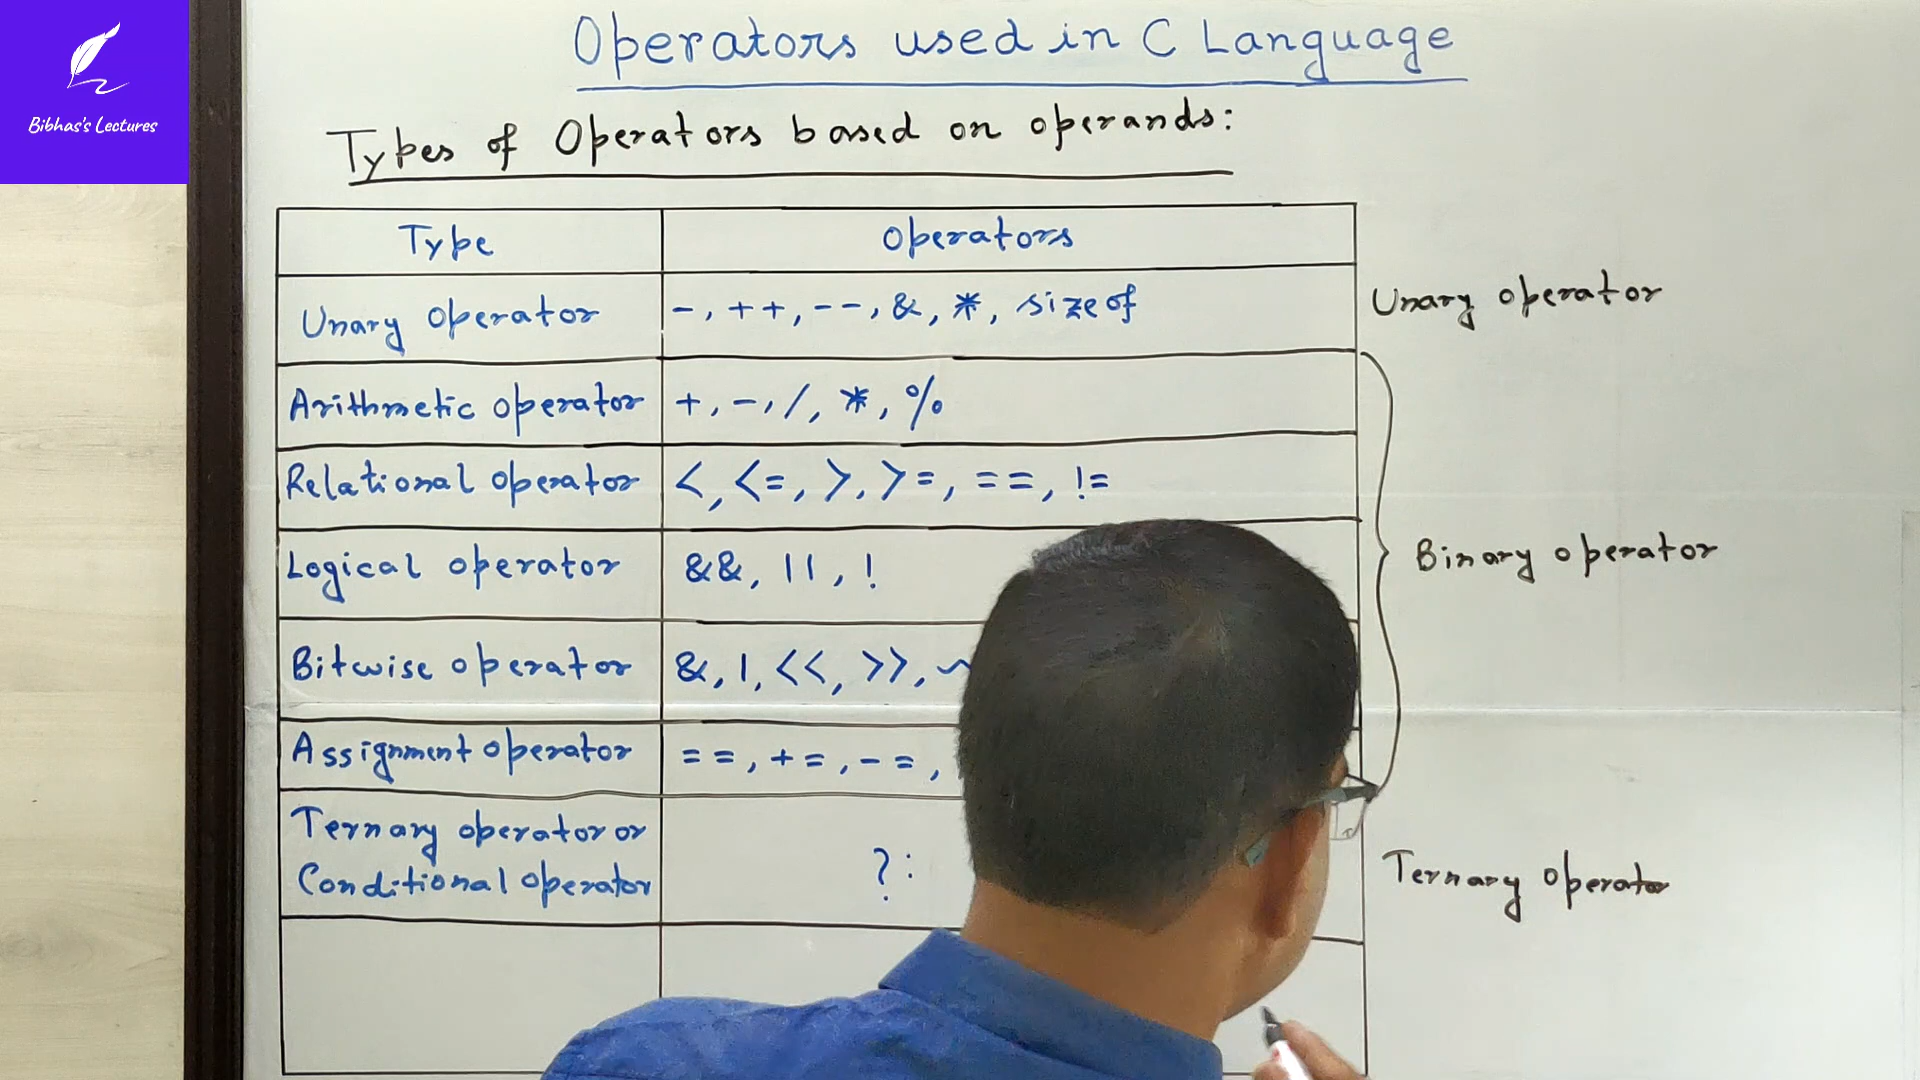 Bibhas's Lectures
Operators used in C Language
Types of Operators based on operands:
Type Operators
Unary operator -, ++, --, &, *, sizeof Unary operator
Arithmetic operator +, -, /, *, %
Relational operator <, <=, >, >=, ==, !=
Logical operator &&, ||, ! Binary operator
Bitwise operator &, |, <<, >>, ~
Assignment operator ==, +=, -=,
Ternary operator or
Conditional operator ? : Ternary operator